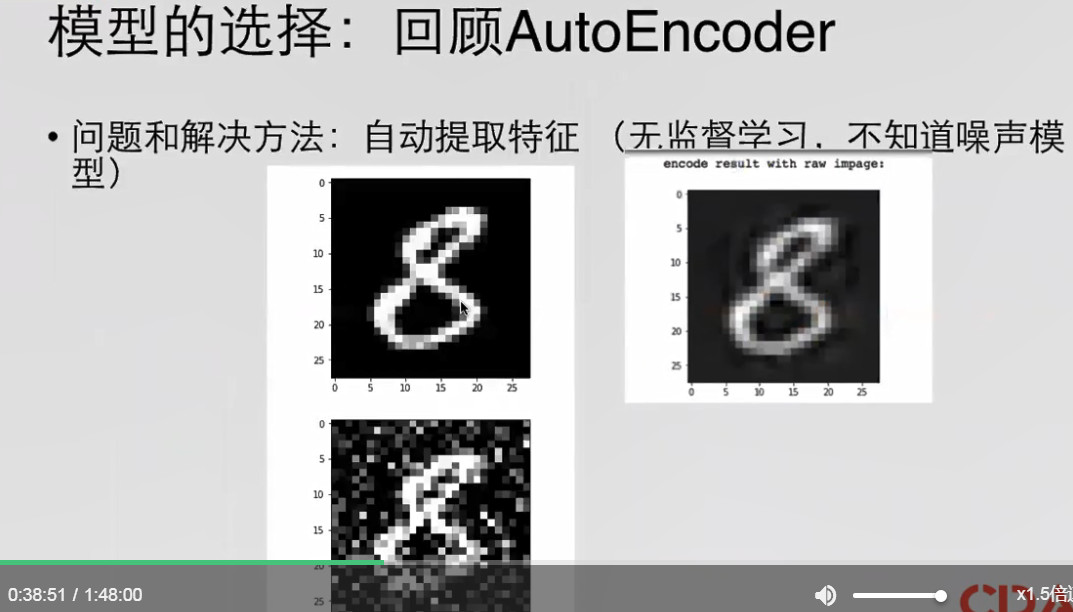 模型的选择：回顾AutoEncoder
• 问题和解决方法：自动提取特征 （无监督学习，不知道噪声模
型）
encode result with raw impage:
0
5
10
15
20
25
0 5 10 15 20 25
0
5
10
15
20
25
0 5 10 15 20 25
0
5
10
15
20
25
0:38:51 / 1:48:00
x1.5倍